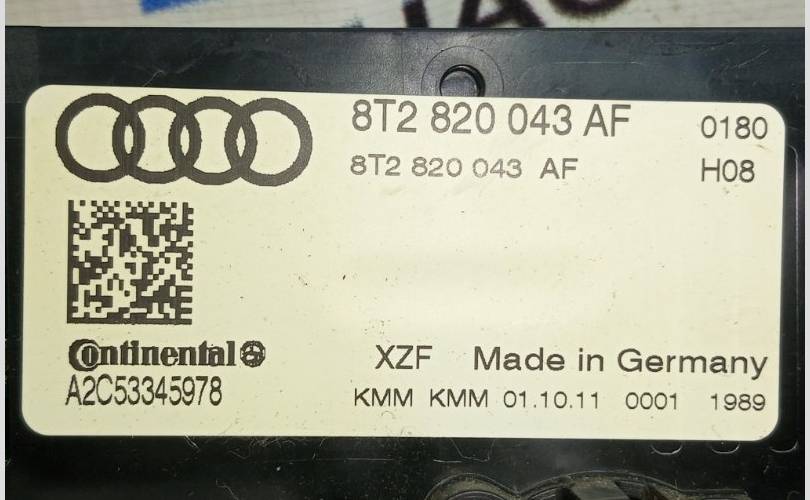 8T2 820 043 AF 0180
8T2 820 043 AF H08
Continental
A2C53345978
XZF Made in Germany
KMM KMM 01.10.11 0001 1989